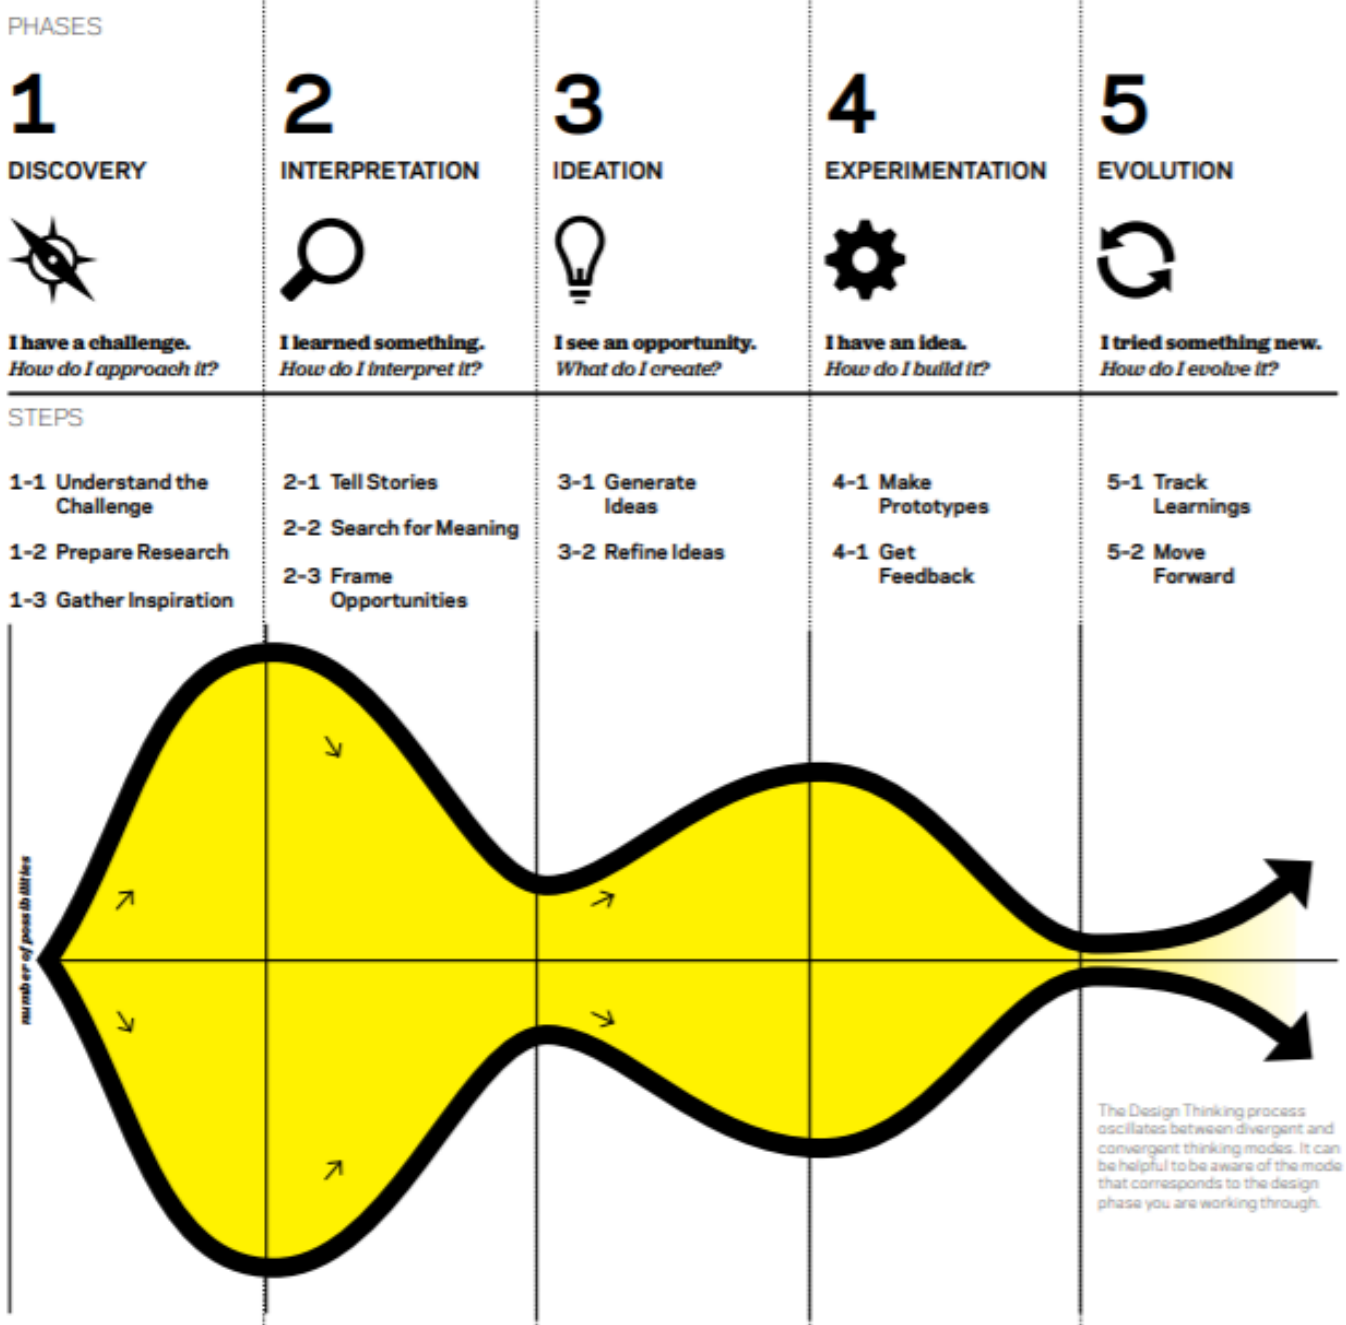 PHASES
1
DISCOVERY
I have a challenge.
How do I approach it?
2
INTERPRETATION
I learned something.
How do I interpret it?
3
IDEATION
I see an opportunity.
What do I create?
4
EXPERIMENTATION
I have an idea.
How do I build it?
5
EVOLUTION
I tried something new.
How do I evolve it?
STEPS
1-1 Understand the
Challenge
1-2 Prepare Research
1-3 Gather Inspiration
2-1 Tell Stories
2-2 Search for Meaning
2-3 Frame
Opportunities
3-1 Generate
Ideas
3-2 Refine Ideas
4-1 Make
Prototypes
4-1 Get
Feedback
5-1 Track
Learnings
5-2 Move
Forward
number of possibilities
The Design Thinking process
oscillates between divergent and
convergent thinking modes. It can
be helpful to be aware of the mode
that corresponds to the design
phase you are working through.